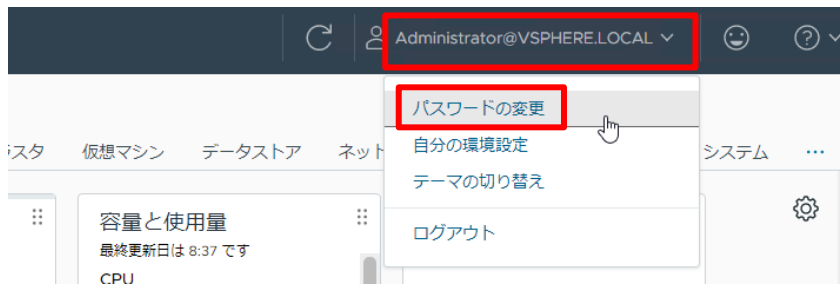 Administrator@VSPHERE.LOCAL
パスワードの変更
自分の環境設定
テーマの切り替え
ログアウト
仮想マシン データストア システム ...
容量と使用量
最終更新日は 8:37 です
CPU